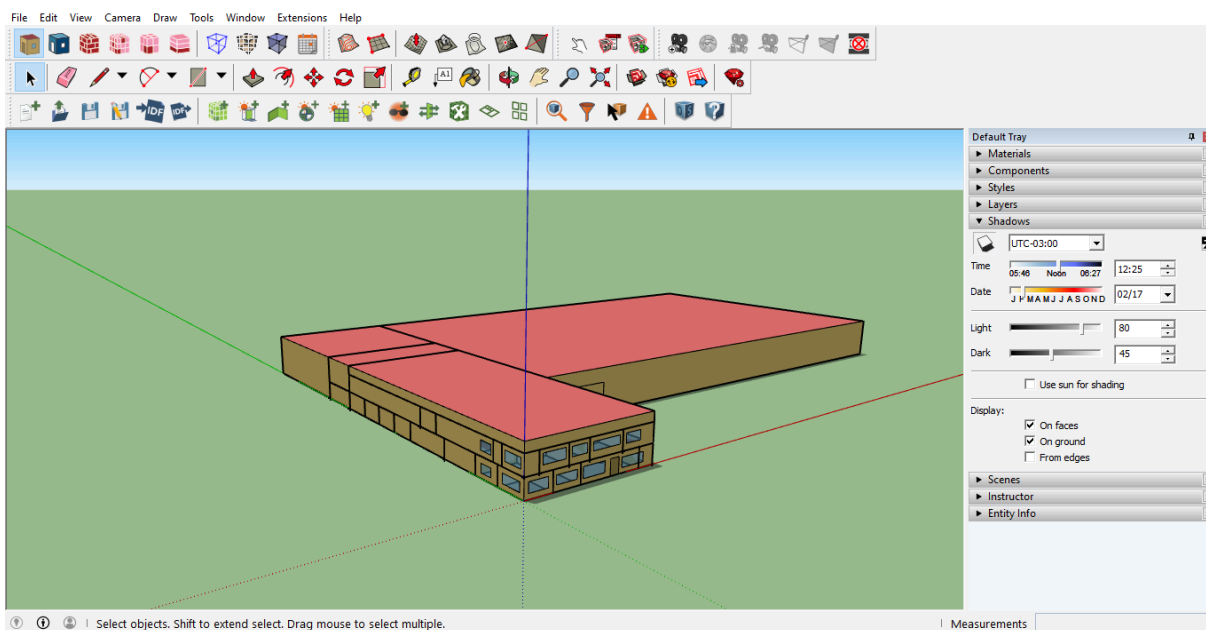 File Edit View Camera Draw Tools Window Extensions Help
A1
IDF IDF
Default Tray
Materials
Components
Styles
Layers
Shadows
UTC-03:00
Time 05:46 Noon 06:27 12:25
Date J F M A M J J A S O N D 02/17
Light 80
Dark 45
Use sun for shading
Display:
On faces
On ground
From edges
Scenes
Instructor
Entity Info
Select objects. Shift to extend select. Drag mouse to select multiple. Measurements